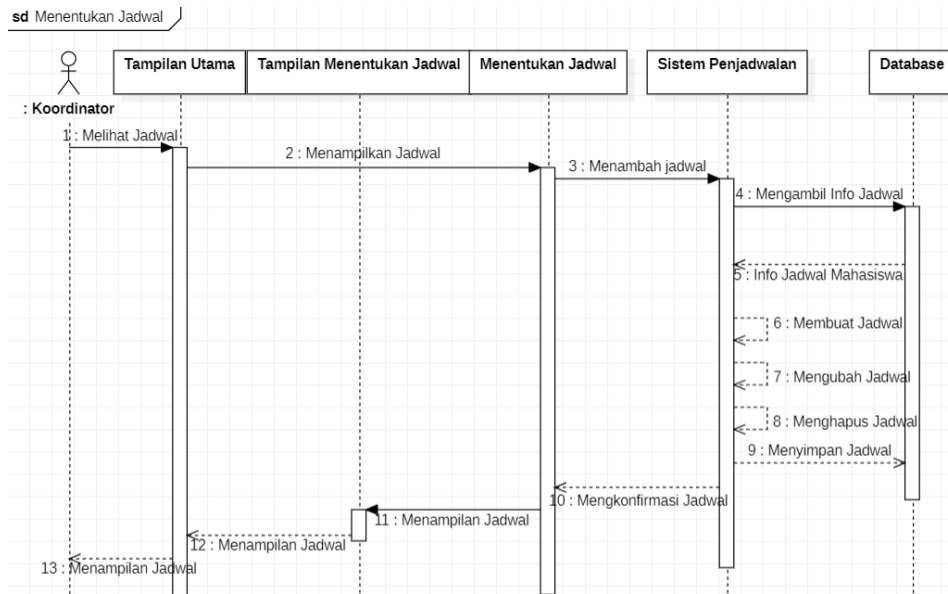 sd Menentukan Jadwal
Tampilan Utama
Tampilan Menentukan Jadwal
Menentukan Jadwal
Sistem Penjadwalan
Database
: Koordinator
1 : Melihat Jadwal
2 : Menampilkan Jadwal
3 : Menambah jadwal
4 : Mengambil Info Jadwal
5 : Info Jadwal Mahasiswa
6 : Membuat Jadwal
7 : Mengubah Jadwal
8 : Menghapus Jadwal
9 : Menyimpan Jadwal
10 : Mengkonfirmasi Jadwal
11 : Menampilan Jadwal
12 : Menampilan Jadwal
13 : Menampilan Jadwal